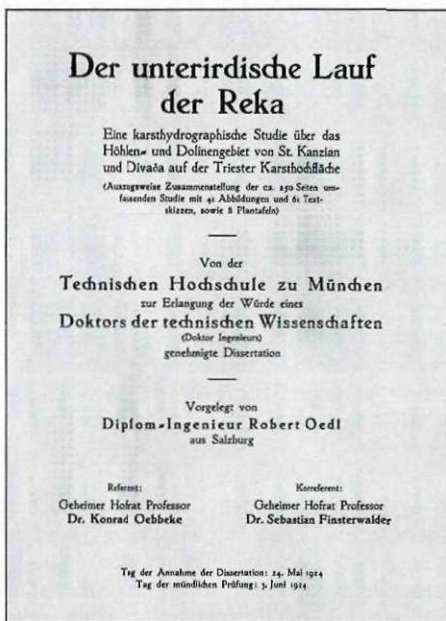 Der unterirdische Lauf
der Reka
Eine karsthydrographische Studie über das
Höhlen- und Dolinengebiet von St. Kanzian
und Divača auf der Triester Karsthochfläche
(Auszugsweise Zusammenstellung der ca. 250 Seiten um-
fassenden Studie mit 41 Abbildungen und 61 Text-
skizzen, sowie 8 Plantafeln)
Von der
Technischen Hochschule zu München
zur Erlangung der Würde eines
Doktors der technischen Wissenschaften
(Doktor Ingenieurs)
genehmigte Dissertation
Vorgelegt von
Diplom-Ingenieur Robert Oedl
aus Salzburg
Referent:
Geheimer Hofrat Professor
Dr. Konrad Oebbeke
Korreferent:
Geheimer Hofrat Professor
Dr. Sebastian Finsterwalder
Tag der Annahme der Dissertation: 24. Mai 1924
Tag der mündlichen Prüfung: 3. Juni 1924